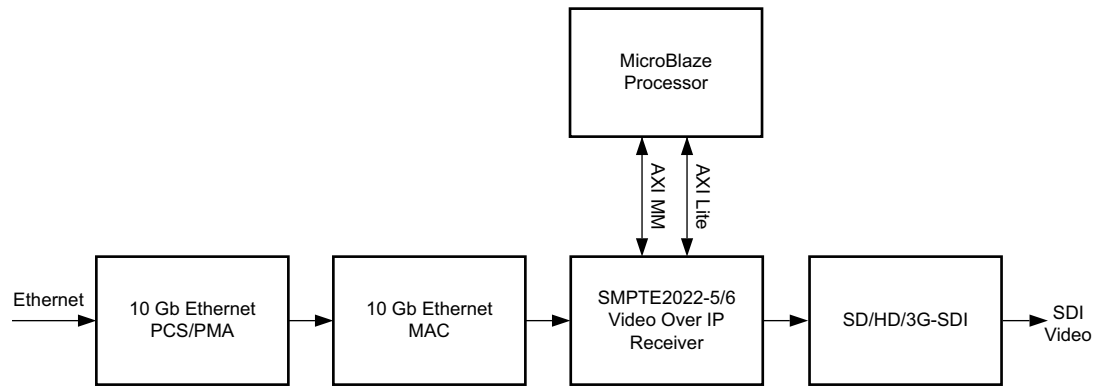 MicroBlaze
Processor
AXI MM
AXI Lite
Ethernet
10 Gb Ethernet
PCS/PMA
10 Gb Ethernet
MAC
SMPTE2022-5/6
Video Over IP
Receiver
SD/HD/3G-SDI
SDI
Video